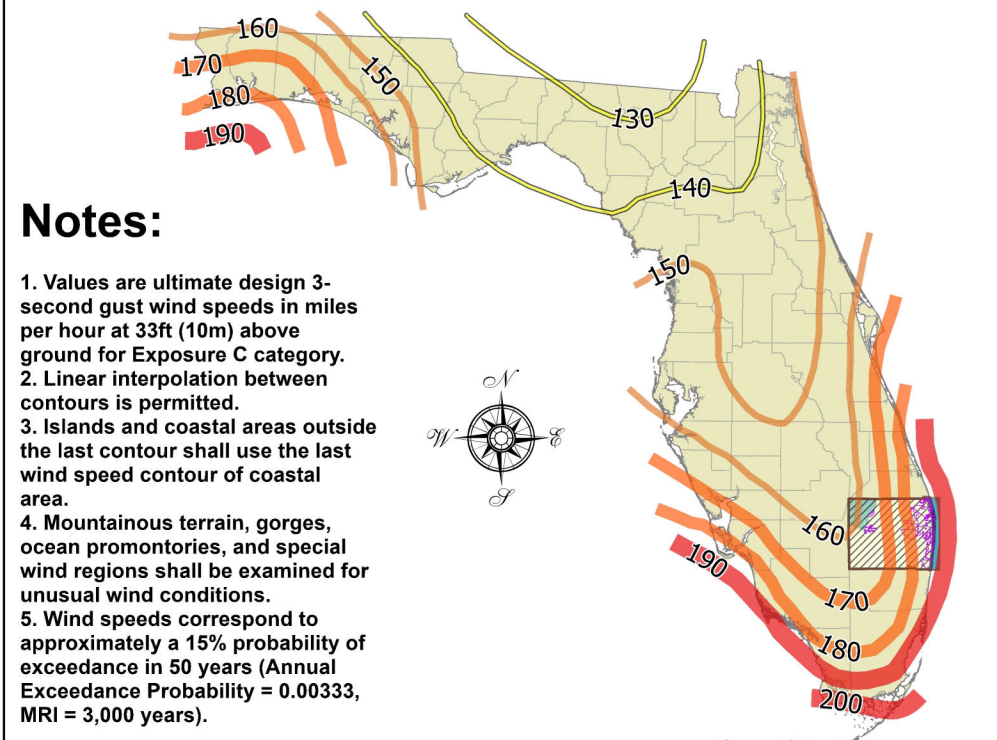 160
170
180
190
150
130
140
150
Notes:
1. Values are ultimate design 3-
second gust wind speeds in miles
per hour at 33ft (10m) above
ground for Exposure C category.
2. Linear interpolation between
contours is permitted.
3. Islands and coastal areas outside
the last contour shall use the last
wind speed contour of coastal
area.
4. Mountainous terrain, gorges,
ocean promontories, and special
wind regions shall be examined for
unusual wind conditions.
5. Wind speeds correspond to
approximately a 15% probability of
exceedance in 50 years (Annual
Exceedance Probability = 0.00333,
MRI = 3,000 years).
N
W
E
S
160
190
170
180
200